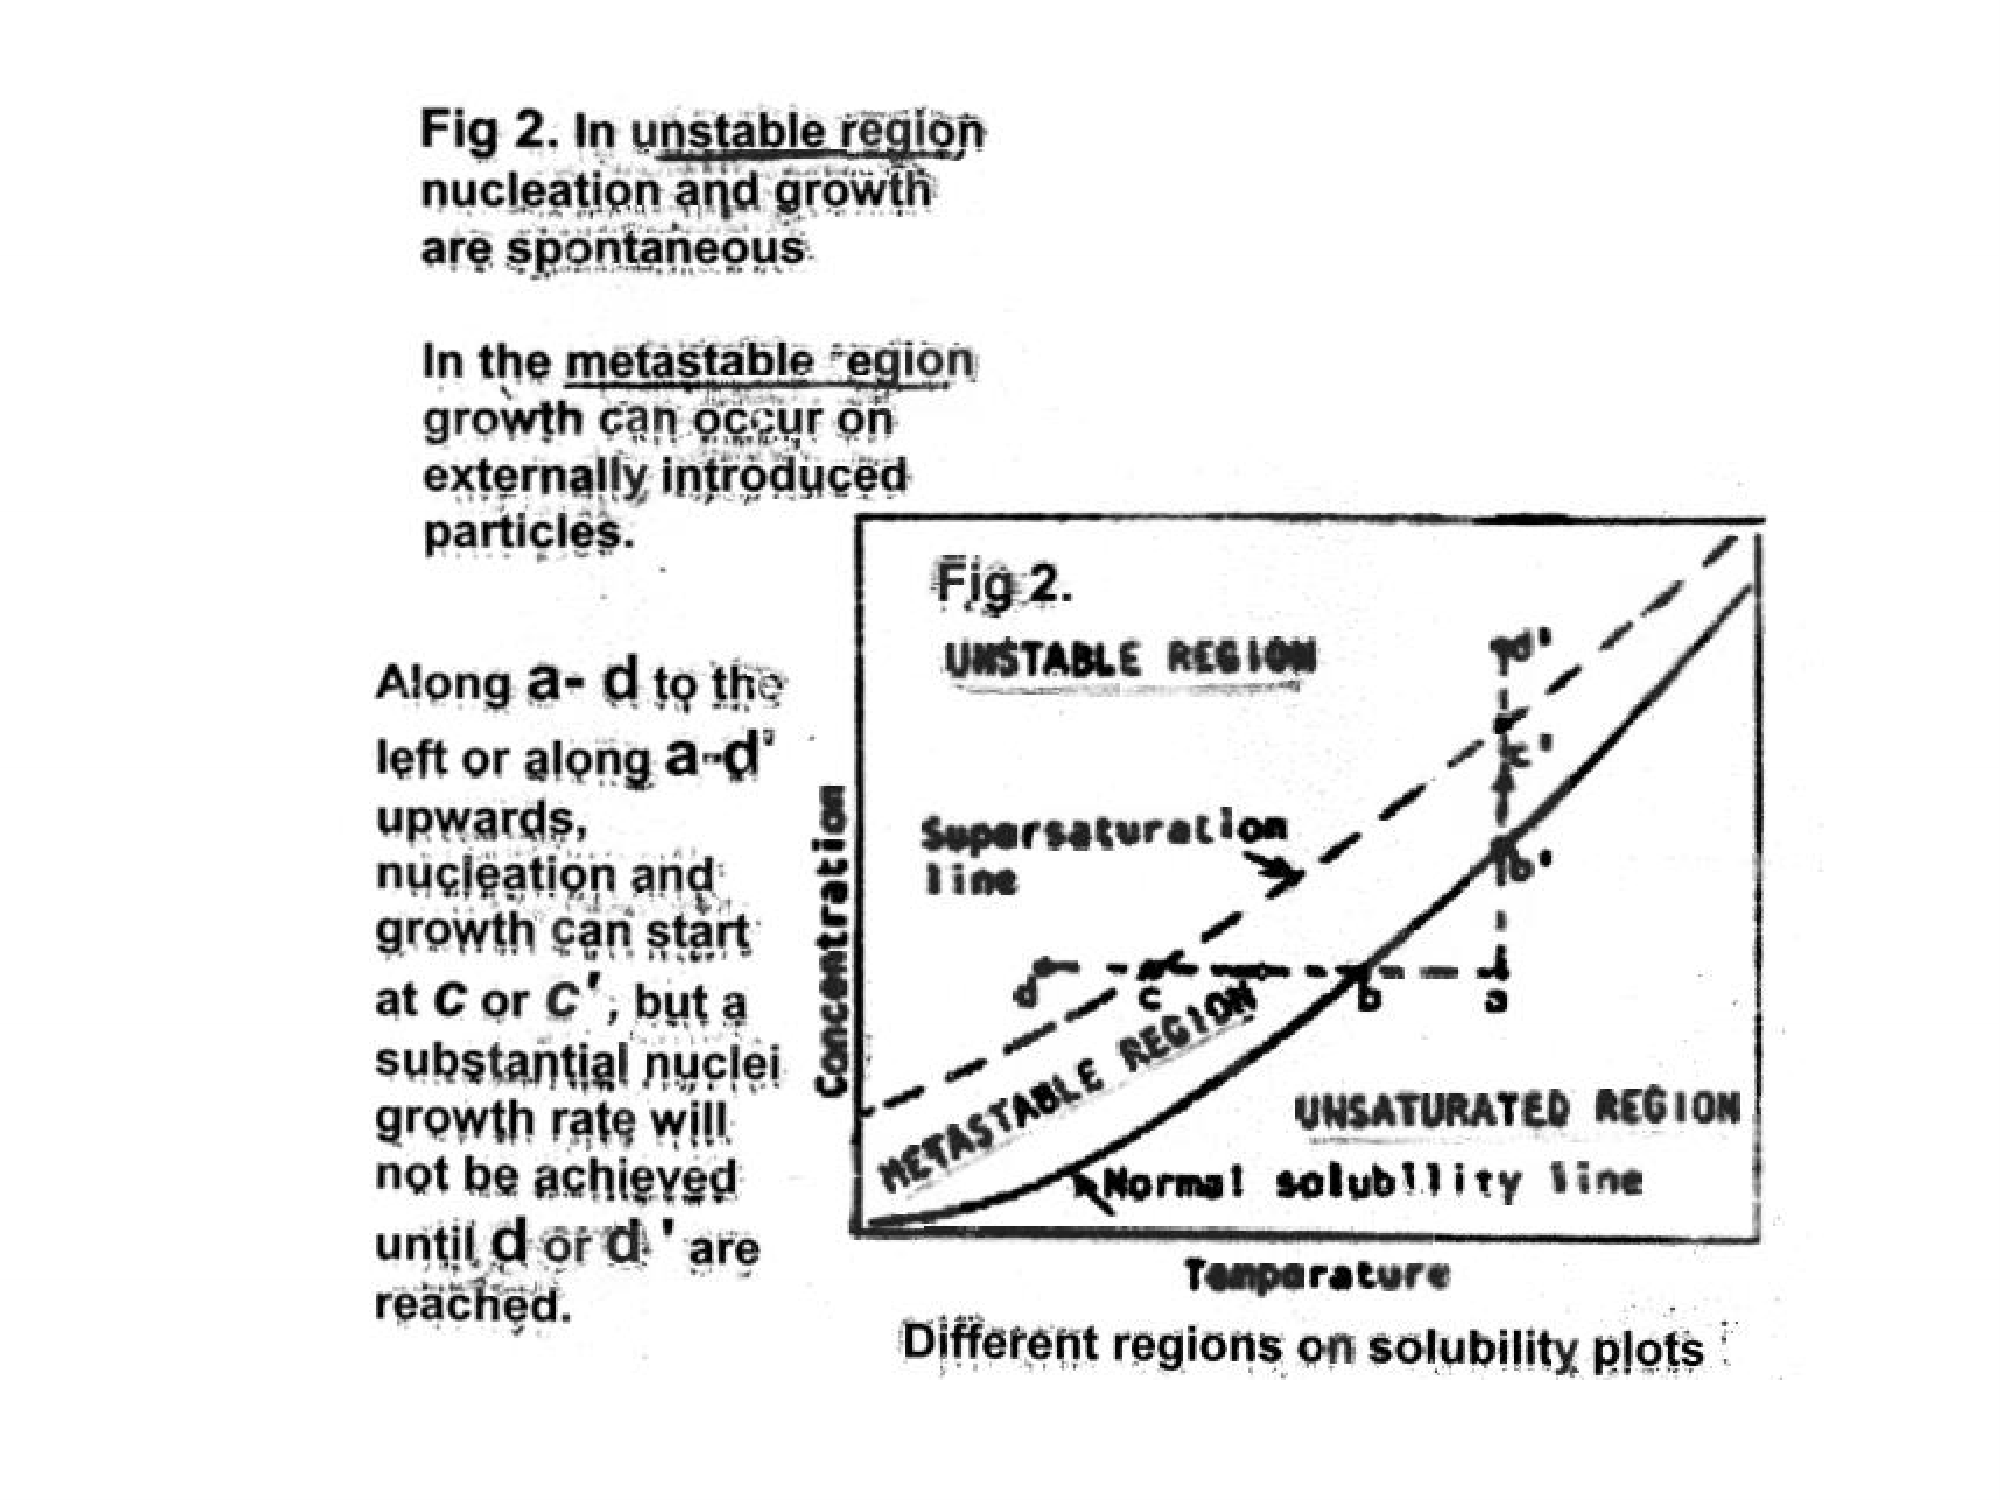 Fig 2. In unstable region
nucleation and growth
are spontaneous
In the metastable region
growth can occur on
externally introduced
particles.
Along a- d to the
left or along a-d'
upwards,
nucleation and
growth can start
at c or c', but a
substantial nuclei
growth rate will
not be achieved
until d or d ' are
reached.
Fig 2.
UNSTABLE REGION
d'
c'
Supersaturation
line
b'
d
c
b
a
METASTABLE REGION
UNSATURATED REGION
Normal solubility line
Concentration
Temperature
Different regions on solubility plots